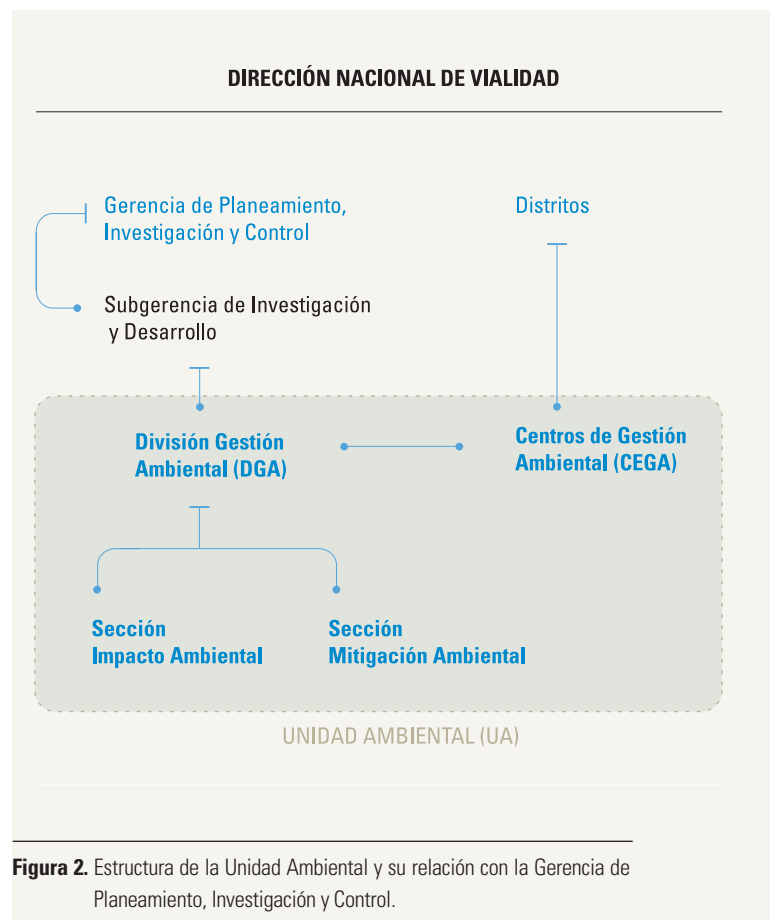 DIRECCIÓN NACIONAL DE VIALIDAD
Gerencia de Planeamiento,
Investigación y Control
Distritos
Subgerencia de Investigación
y Desarrollo
División Gestión
Ambiental (DGA)
Centros de Gestión
Ambiental (CEGA)
Sección
Impacto Ambiental
Sección
Mitigación Ambiental
UNIDAD AMBIENTAL (UA)
Figura 2. Estructura de la Unidad Ambiental y su relación con la Gerencia de
Planeamiento, Investigación y Control.